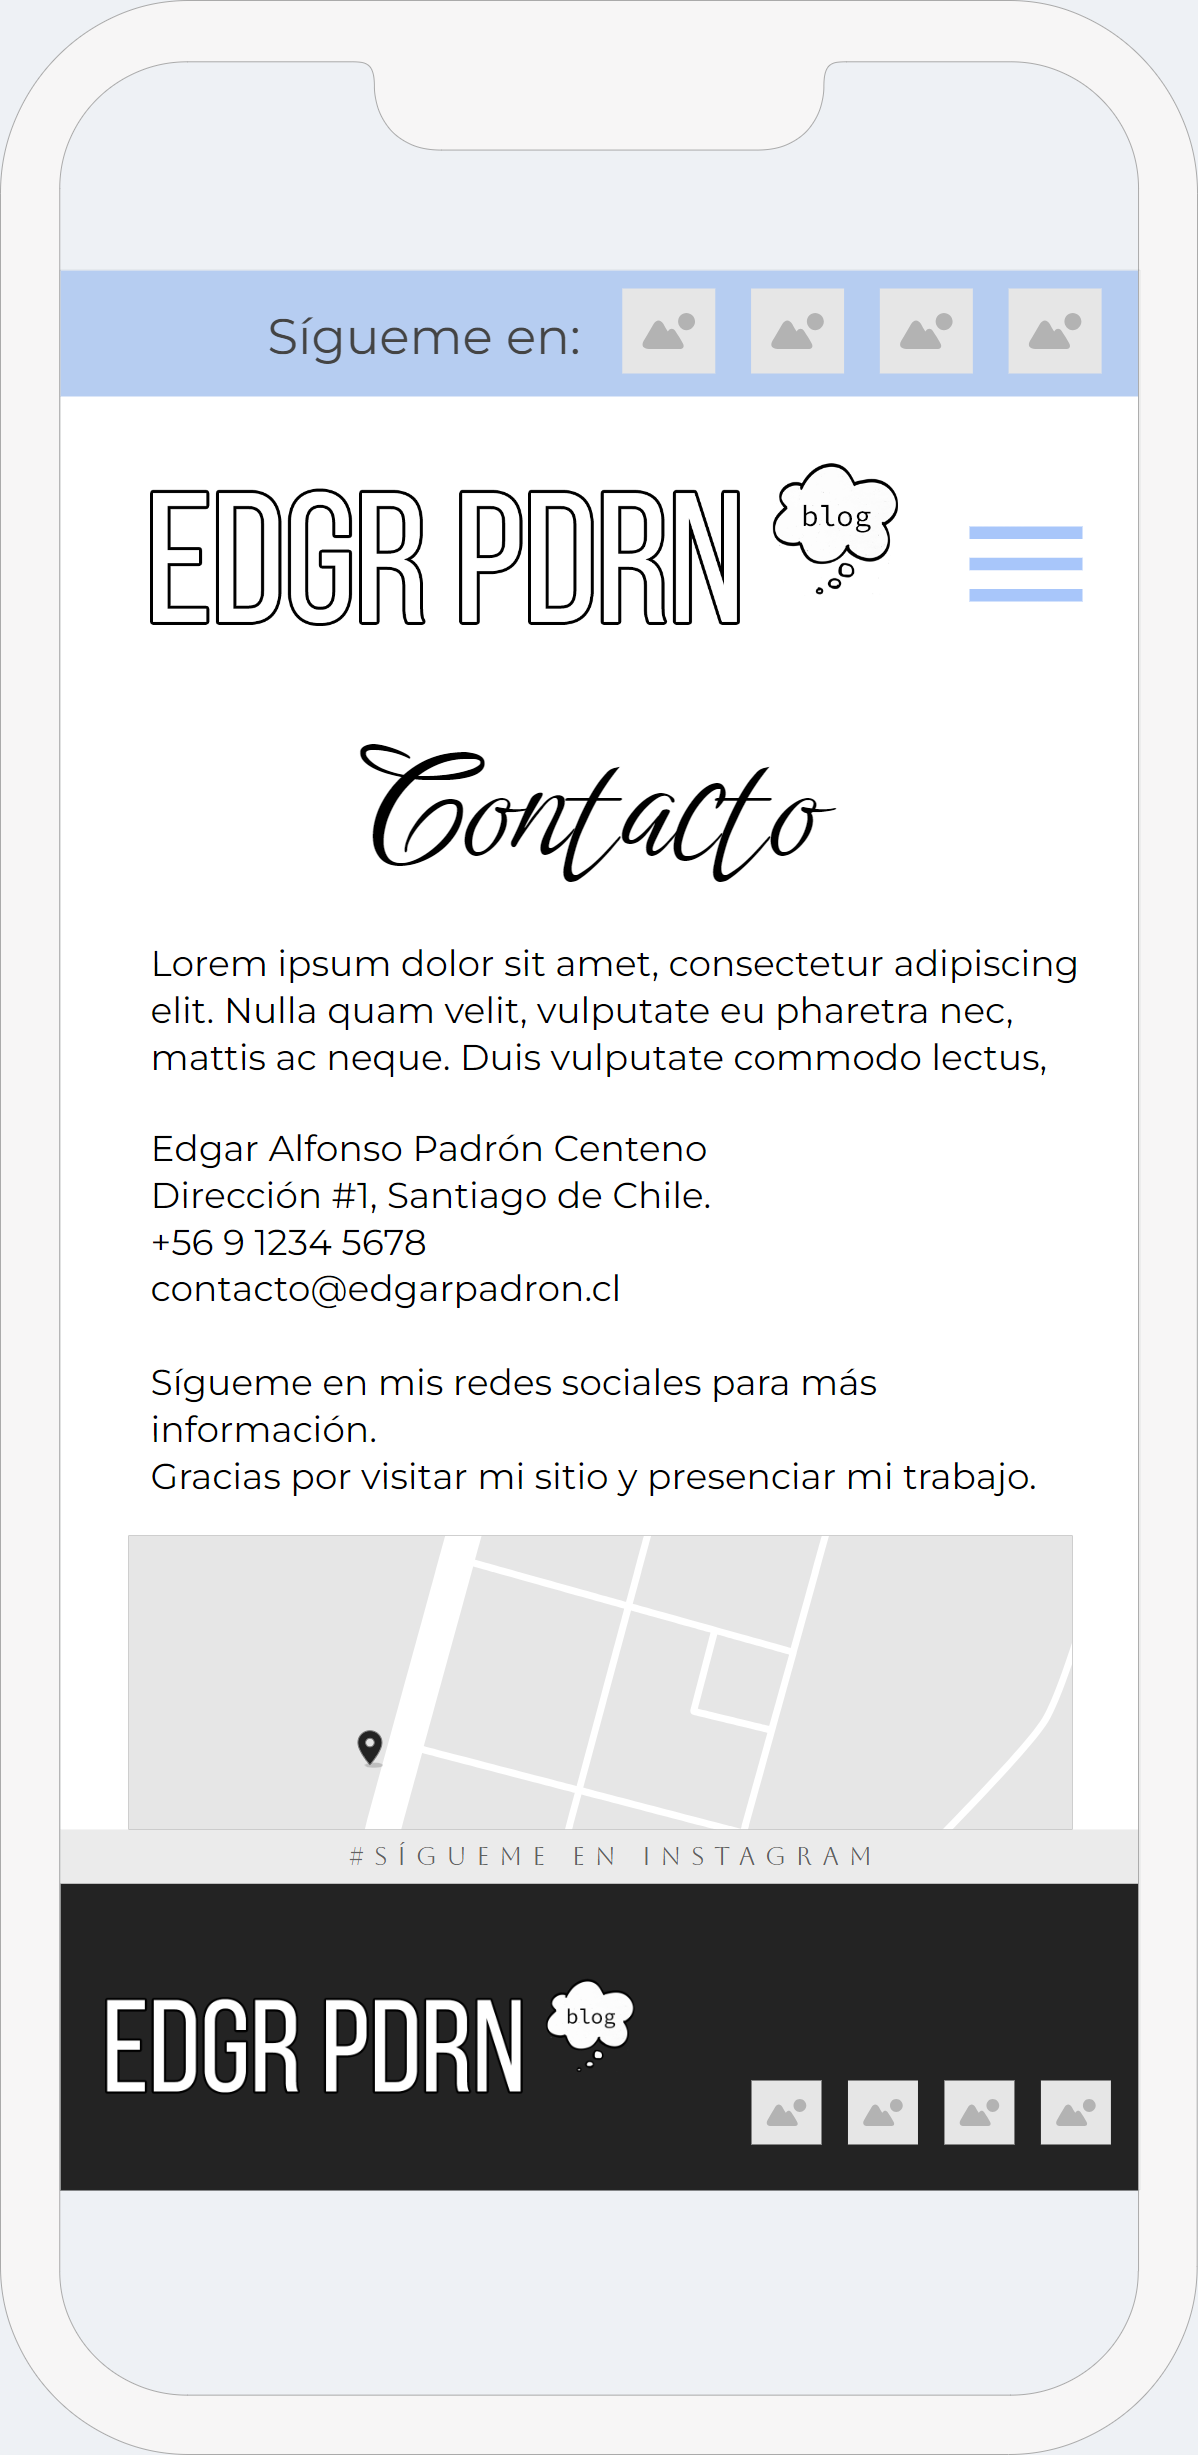 Sígueme en:
EDGR PDRN
blog
Contacto
Lorem ipsum dolor sit amet, consectetur adipiscing
elit. Nulla quam velit, vulputate eu pharetra nec,
mattis ac neque. Duis vulputate commodo lectus,
Edgar Alfonso Padrón Centeno
Dirección #1, Santiago de Chile.
+56 9 1234 5678
contacto@edgarpadron.cl
Sígueme en mis redes sociales para más
información.
Gracias por visitar mi sitio y presenciar mi trabajo.
#SÍGUEME EN INSTAGRAM
EDGR PDRN
blog